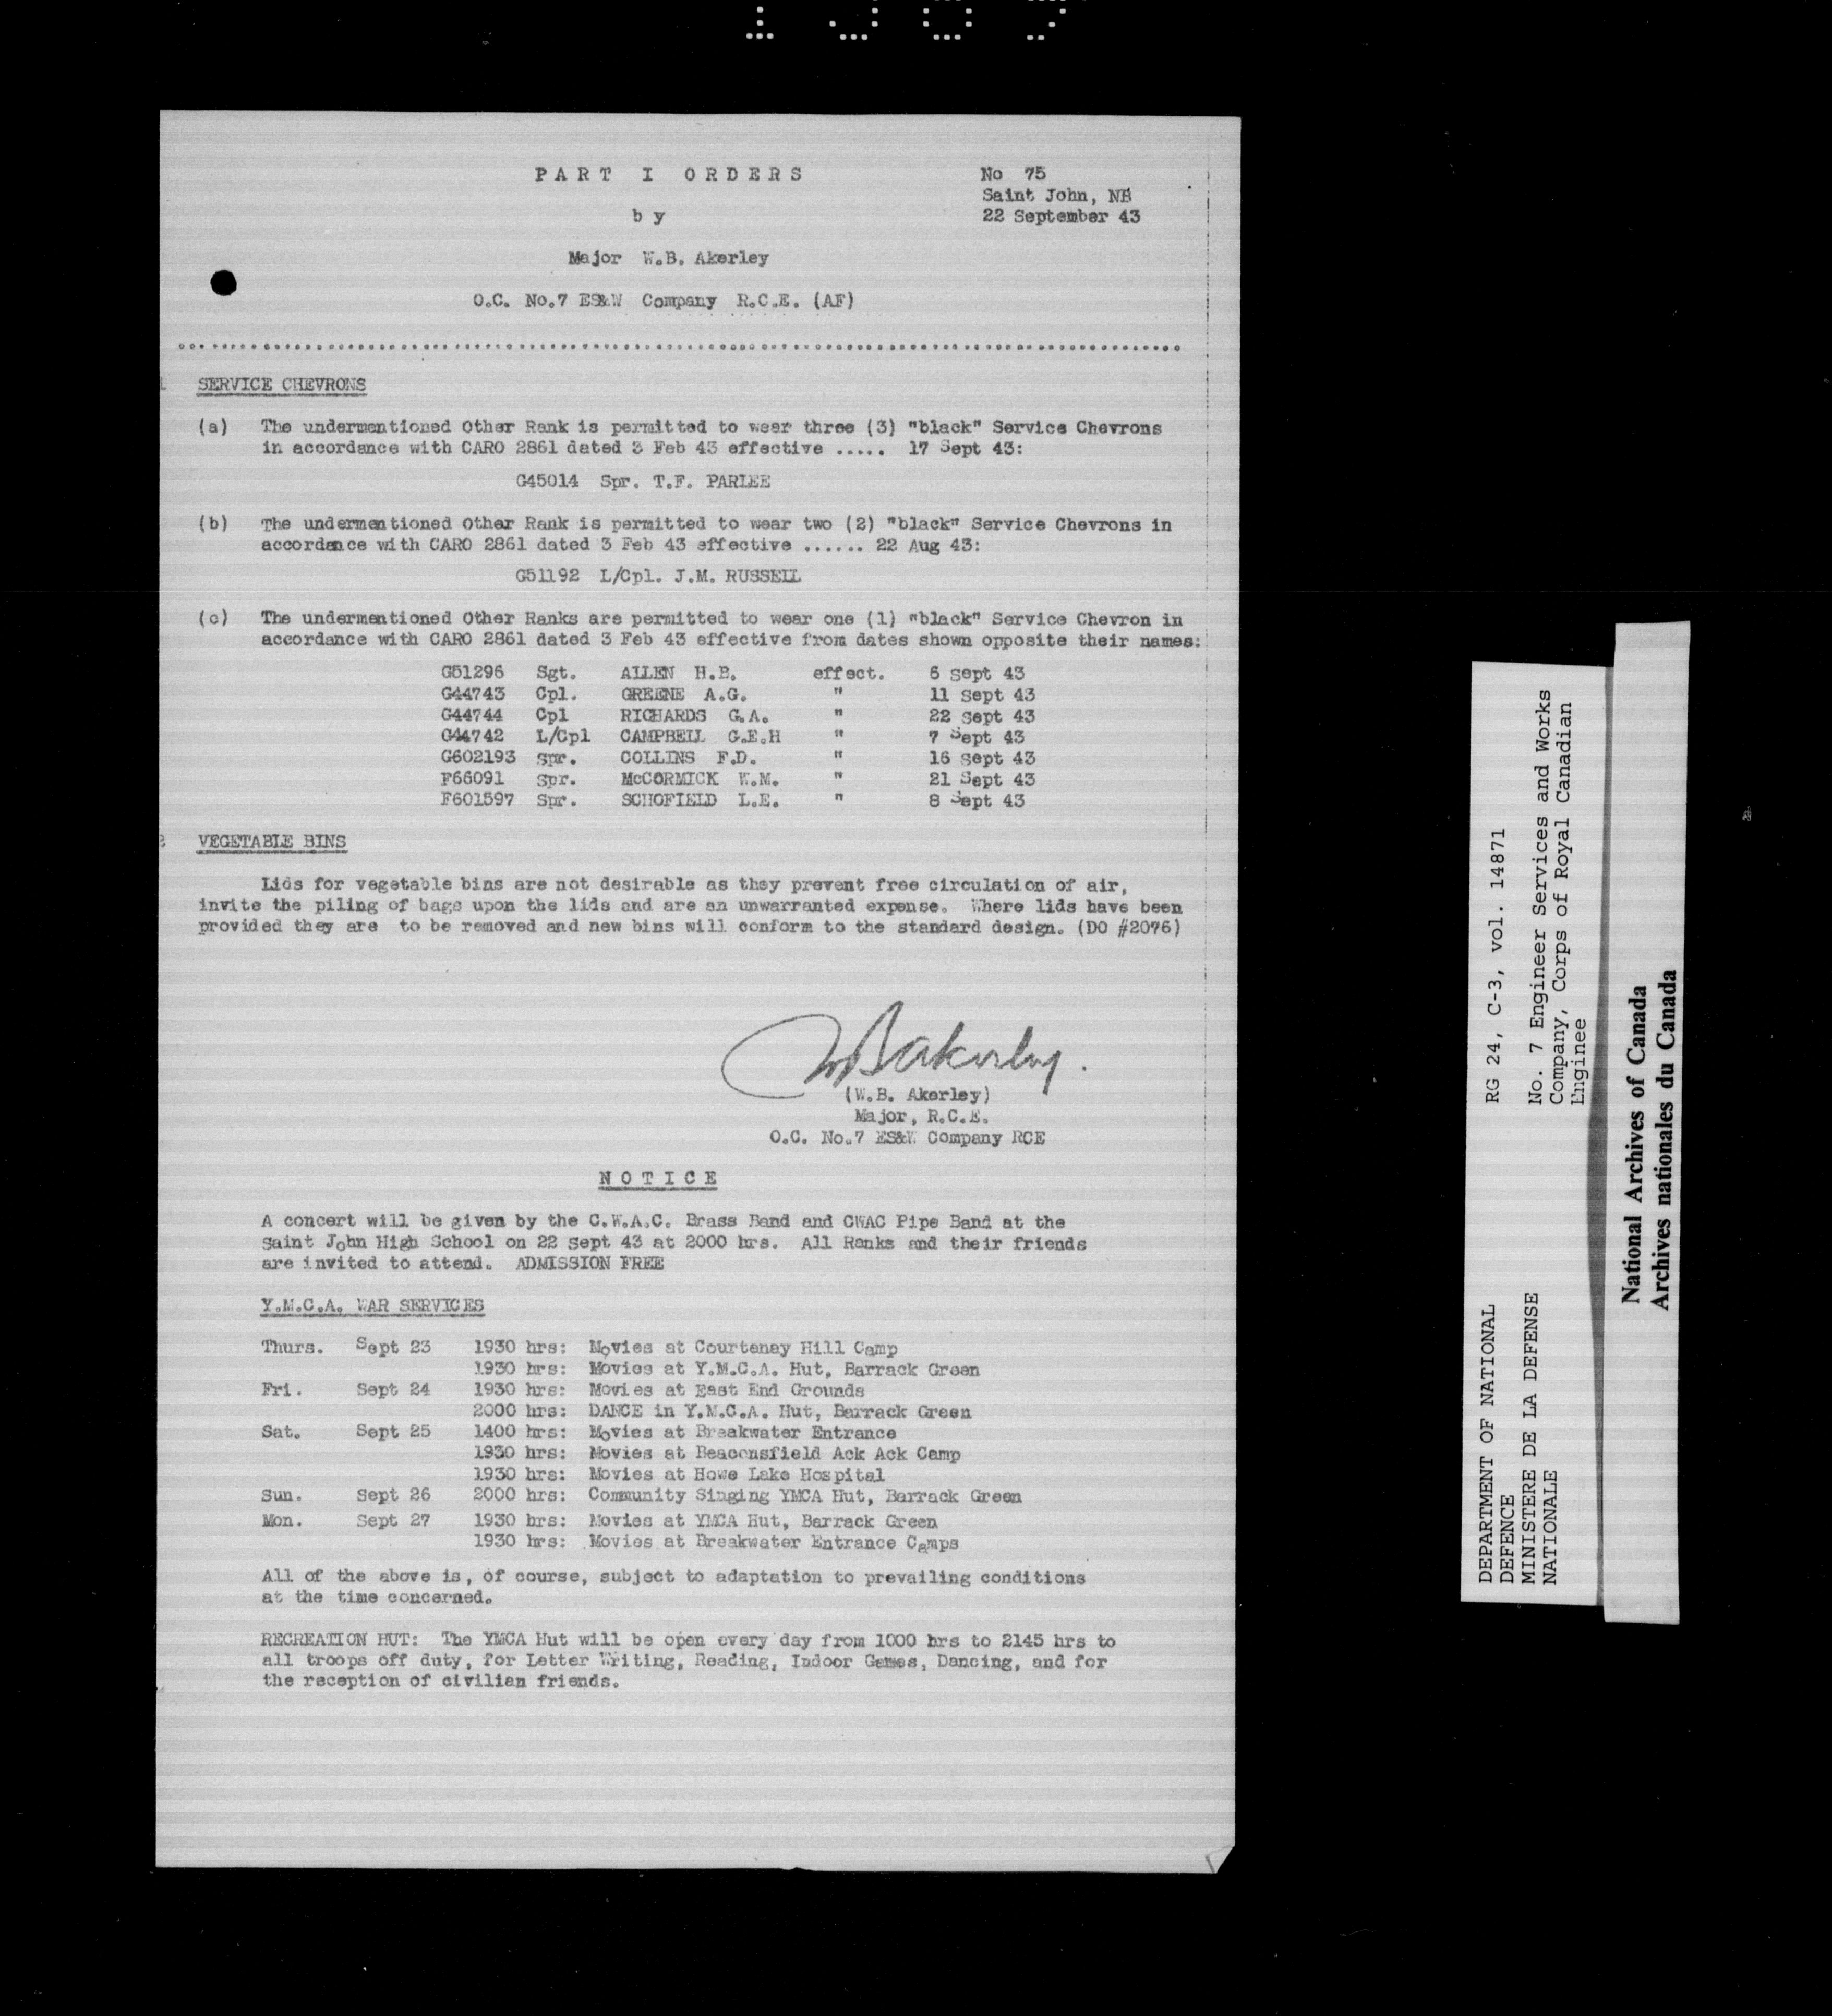 PART I ORDERS
No 75
Saint John, NB
22 September 43
by
Major W.B. Akerley
O.C. No.7 ES&W Company R.C.E. (AF)
SERVICE CHEVRONS
(a) The undermentioned Other Rank is permitted to wear three (3) "black" Service Chevrons
in accordance with CARO 2861 dated 3 Feb 43 effective ..... 17 Sept 43:
G45014 Spr. T.F. PARLEE
(b) The undermentioned Other Rank is permitted to wear two (2) "black" Service Chevrons in
accordance with CARO 2861 dated 3 Feb 43 effective ...... 22 Aug 43:
G51192 L/Cpl. J.M. RUSSELL
(c) The undermentioned Other Ranks are permitted to wear one (1) "black" Service Chevron in
accordance with CARO 2861 dated 3 Feb 43 effective from dates shown opposite their names:
G51296 Sgt. ALLEN H.B. effect. 6 Sept 43
G44743 Cpl. GREENE A.G. " 11 Sept 43
G44744 Cpl RICHARDS G.A. " 22 Sept 43
G44742 L/Cpl CAMPBELL G.E.H " 7 Sept 43
G602193 Spr. COLLINS F.D. " 16 Sept 43
F66091 Spr. McCORMICK W.M. " 21 Sept 43
F601597 Spr. SCHOFIELD L.E. " 8 Sept 43
VEGETABLE BINS
Lids for vegetable bins are not desirable as they prevent free circulation of air,
invite the piling of bags upon the lids and are an unwarranted expense. Where lids have been
provided they are to be removed and new bins will conform to the standard design. (DO #2076)
WBAkerley.
(W.B. Akerley)
Major, R.C.E.
O.C. No.7 ES&W Company RCE
NOTICE
A concert will be given by the C.W.A.C. Brass Band and CWAC Pipe Band at the
Saint John High School on 22 Sept 43 at 2000 hrs. All Ranks and their friends
are invited to attend. ADMISSION FREE
Y.M.C.A. WAR SERVICES
Thurs. Sept 23 1930 hrs: Movies at Courtenay Hill Camp
1930 hrs: Movies at Y.M.C.A. Hut, Barrack Green
Fri. Sept 24 1930 hrs: Movies at East End Grounds
2000 hrs: DANCE in Y.M.C.A. Hut, Barrack Green
Sat. Sept 25 1400 hrs: Movies at Breakwater Entrance
1930 hrs: Movies at Beaconsfield Ack Ack Camp
1930 hrs: Movies at Howe Lake Hospital
Sun. Sept 26 2000 hrs: Community Singing YMCA Hut, Barrack Green
Mon. Sept 27 1930 hrs: Movies at YMCA Hut, Barrack Green
1930 hrs: Movies at Breakwater Entrance Camps
All of the above is, of course, subject to adaptation to prevailing conditions
at the time concerned.
RECREATION HUT: The YMCA Hut will be open every day from 1000 hrs to 2145 hrs to
all troops off duty, for Letter Writing, Reading, Indoor Games, Dancing, and for
the reception of civilian friends.
DEPARTMENT OF NATIONAL
DEFENCE
MINISTERE DE LA DEFENSE
NATIONALE
RG 24, C-3, vol. 14871
No. 7 Engineer Services and Works
Company, Corps of Royal Canadian
Enginee
National Archives of Canada
Archives nationales du Canada